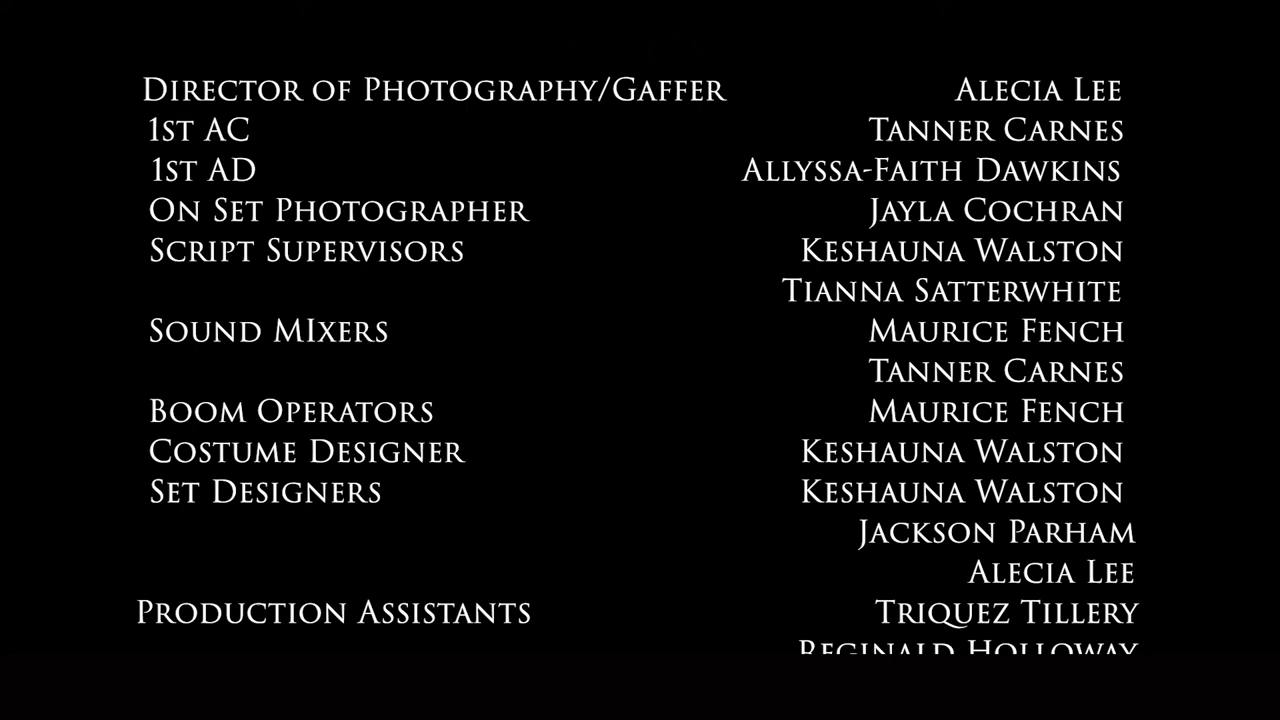 Director of Photography/Gaffer Alecia Lee
1st AC Tanner Carnes
1st AD Allyssa-Faith Dawkins
On Set Photographer Jayla Cochran
Script Supervisors Keshauna Walston
Tianna Satterwhite
Sound MIxers Maurice Fench
Tanner Carnes
Boom Operators Maurice Fench
Costume Designer Keshauna Walston
Set Designers Keshauna Walston
Jackson Parham
Alecia Lee
Production Assistants Triquez Tillery
Reginald Holloway